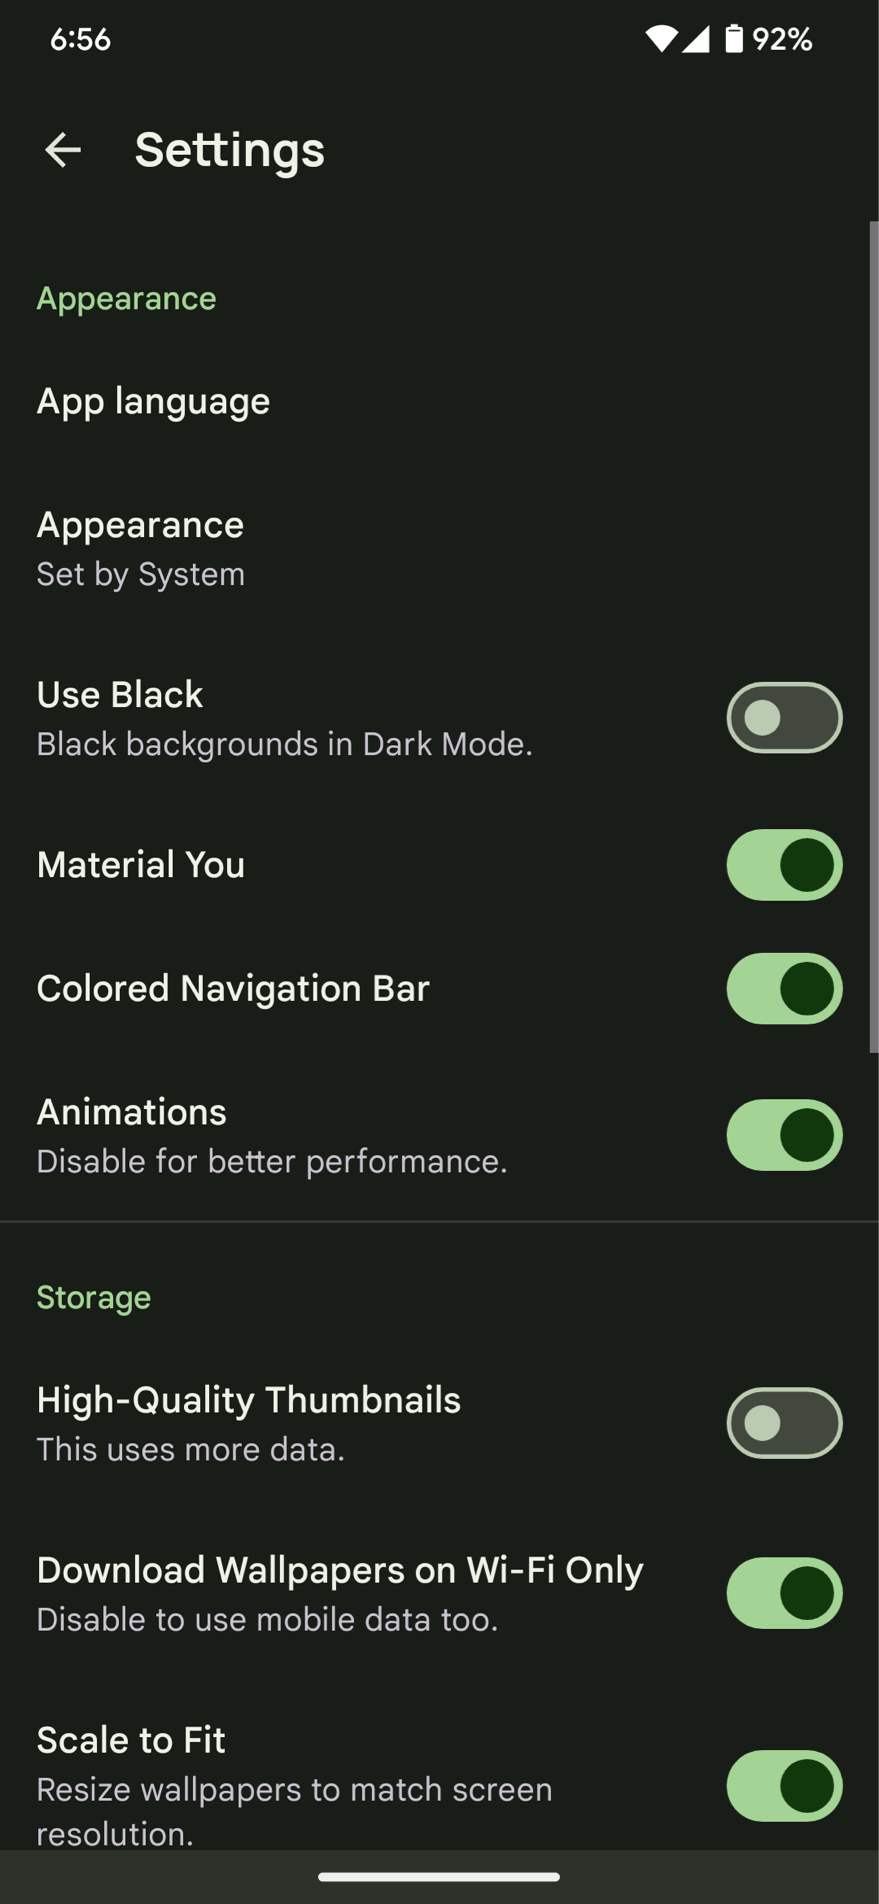 6:56
92%
Settings
Appearance
App language
Appearance
Set by System
Use Black
Black backgrounds in Dark Mode.
Material You
Colored Navigation Bar
Animations
Disable for better performance.
Storage
High-Quality Thumbnails
This uses more data.
Download Wallpapers on Wi-Fi Only
Disable to use mobile data too.
Scale to Fit
Resize wallpapers to match screen
resolution.